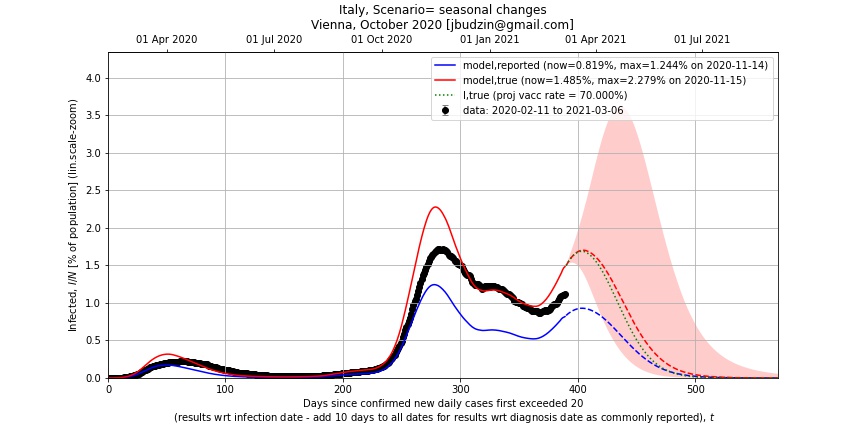 Italy, Scenario= seasonal changes
Vienna, October 2020 [jbudzin@gmail.com]
01 Apr 2020 01 Jul 2020 01 Oct 2020 01 Jan 2021 01 Apr 2021 01 Jul 2021
model,reported (now=0.819%, max=1.244% on 2020-11-14)
model,true (now=1.485%, max=2.279% on 2020-11-15)
I,true (proj vacc rate = 70.000%)
data: 2020-02-11 to 2021-03-06
Infected, I/N [% of population] (lin.scale-zoom)
4.0
3.5
3.0
2.5
2.0
1.5
1.0
0.5
0.0
0 100 200 300 400 500
Days since confirmed new daily cases first exceeded 20
(results wrt infection date - add 10 days to all dates for results wrt diagnosis date as commonly reported), t